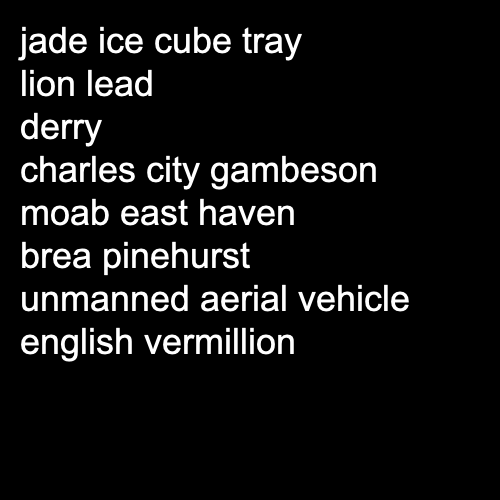 jade ice cube tray
lion lead
derry
charles city gambeson
moab east haven
brea pinehurst
unmanned aerial vehicle
english vermillion